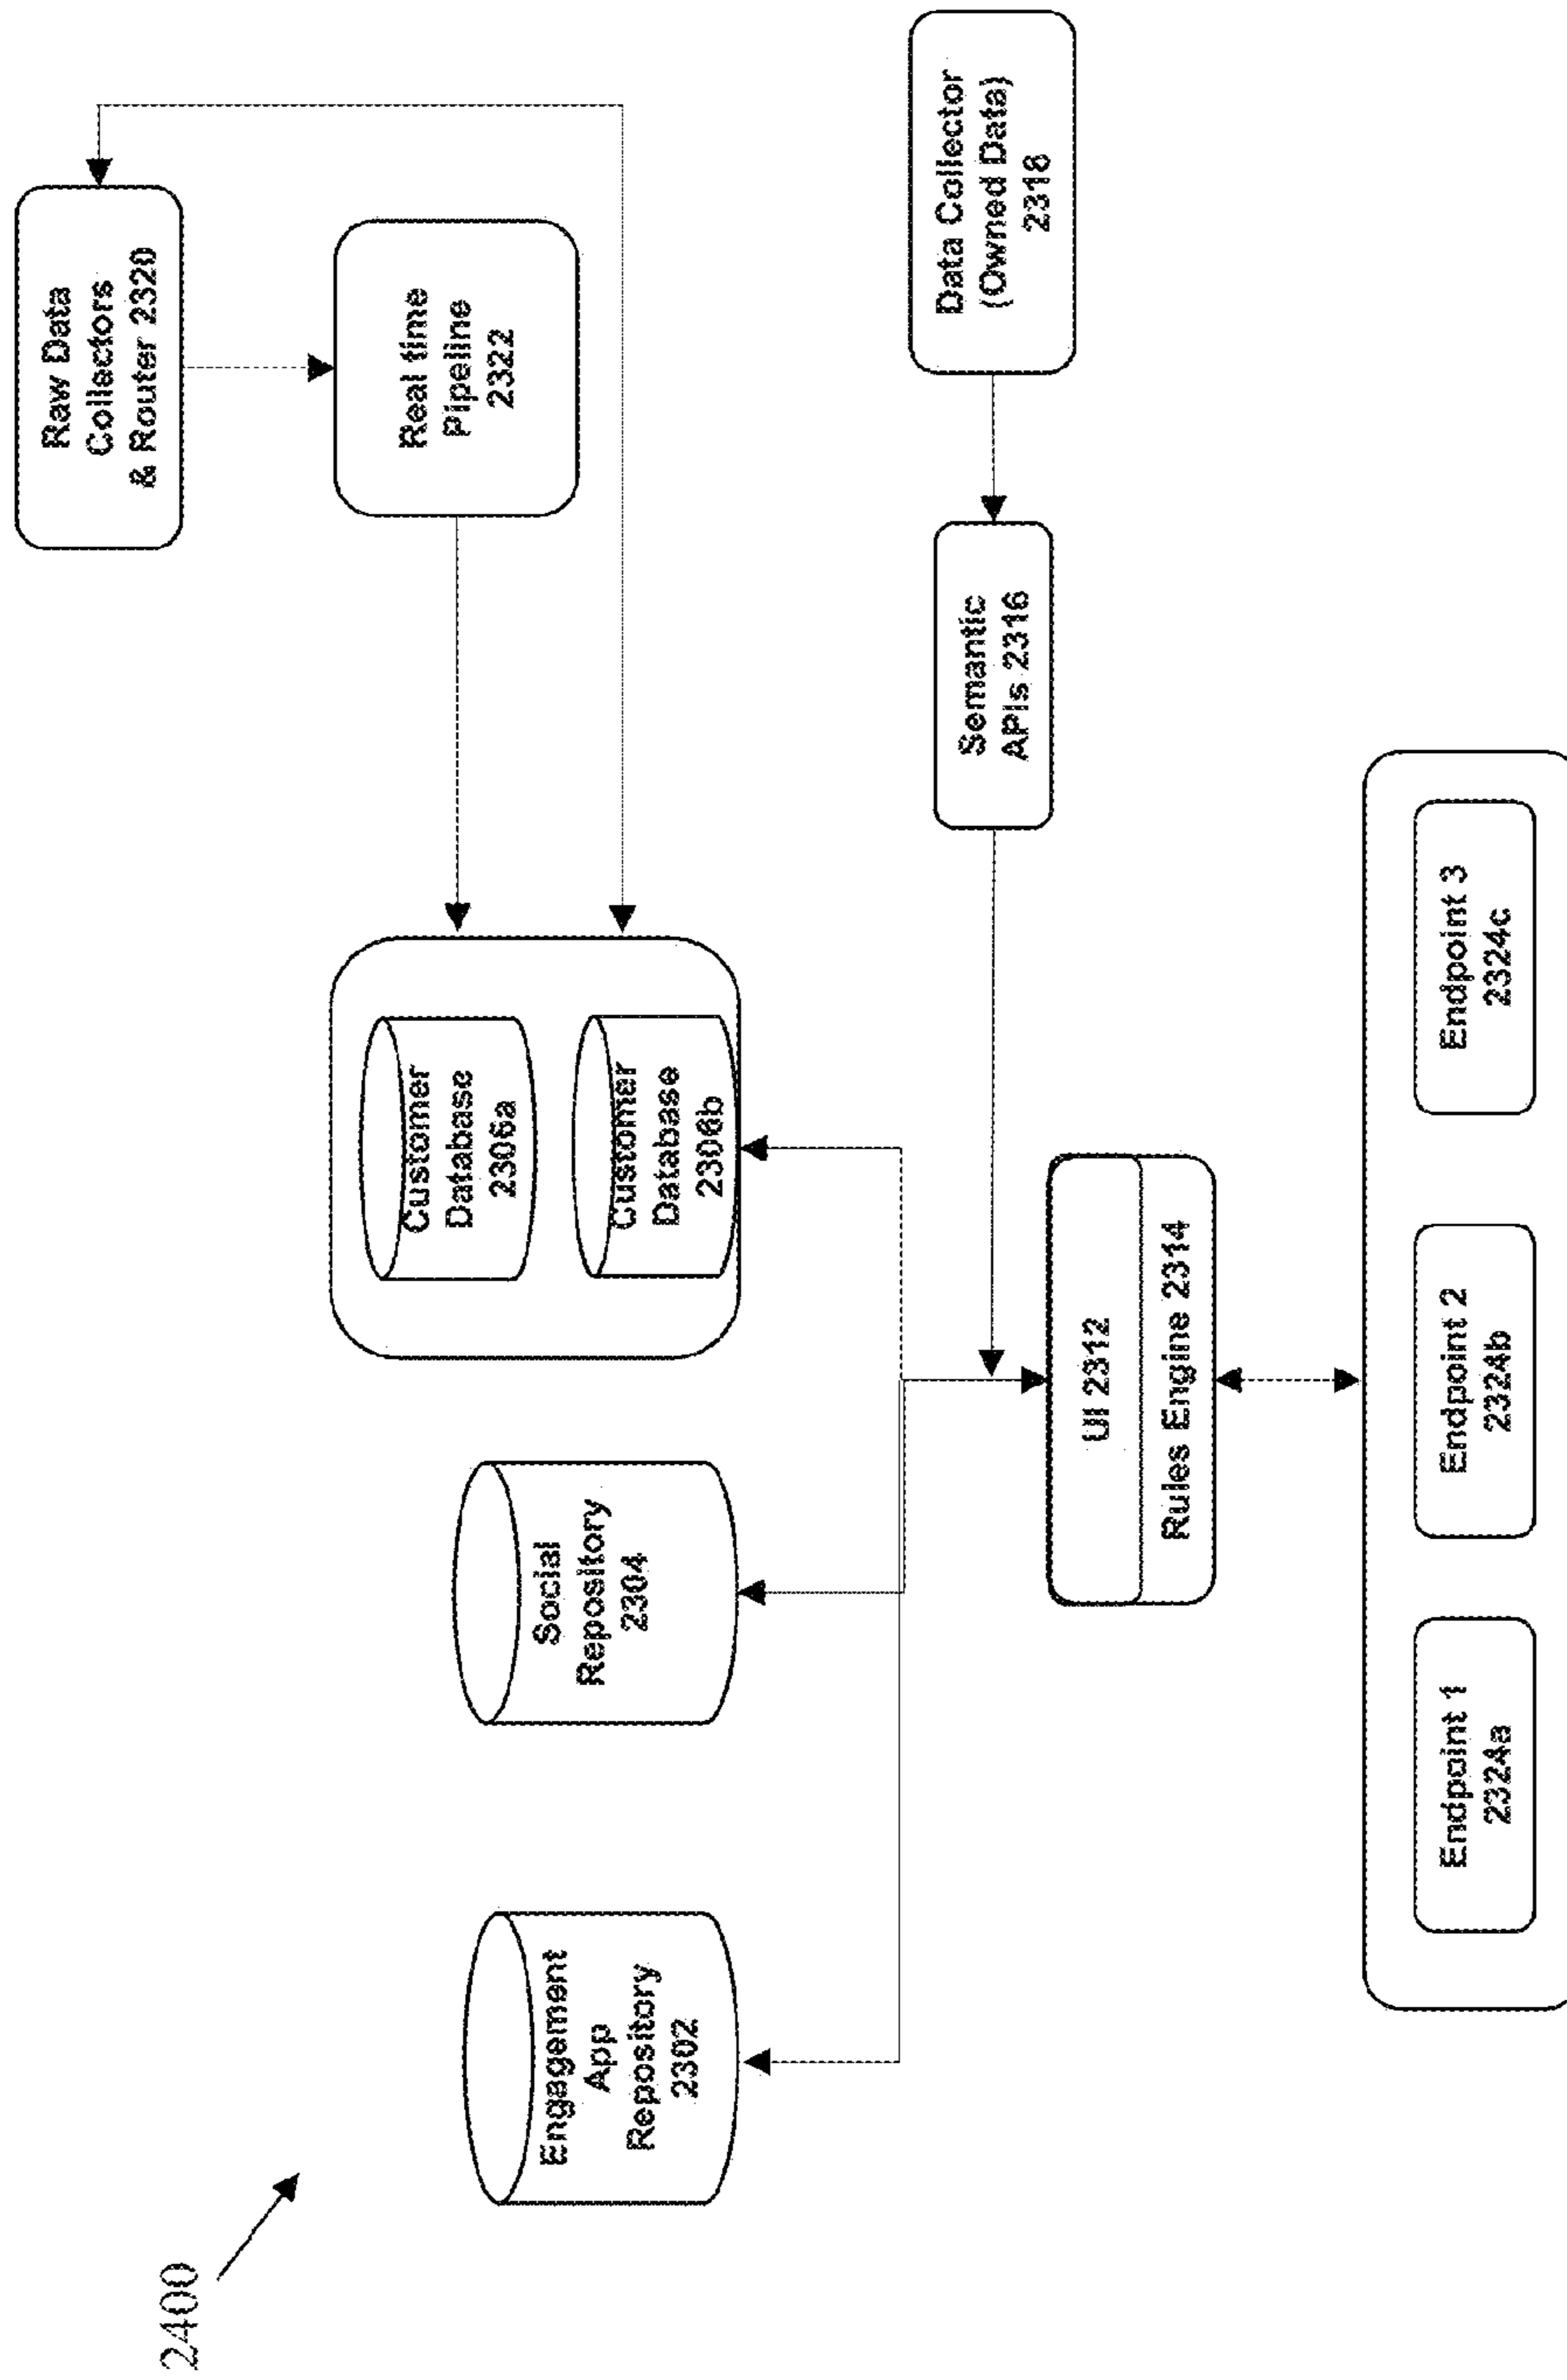 2400
Engagement
App
Repository
2302
Social
Repository
2304
Customer
Database
2306a
Customer
Database
2306b
Raw Data
Collectors
& Router 2320
Real time
Pipeline
2322
UI 2312
Rules Engine 2314
Semantic
APIs 2316
Data Collector
(Owned Data)
2318
Endpoint 1
2324a
Endpoint 2
2324b
Endpoint 3
2324c